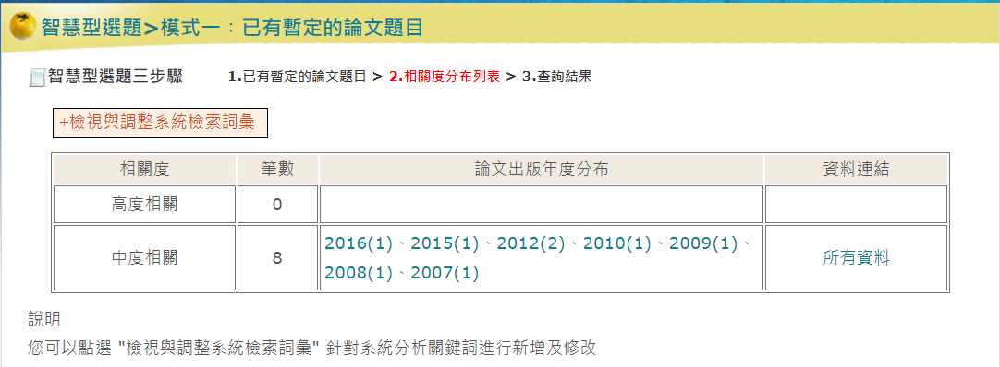 智慧型選題>模式一：已有暫定的論文題目
智慧型選題三步驟 1.已有暫定的論文題目 > 2.相關度分布列表 > 3.查詢結果
+檢視與調整系統檢索詞彙
相關度 筆數 論文出版年度分布 資料連結
高度相關 0
中度相關 8 2016(1)、2015(1)、2012(2)、2010(1)、2009(1)、 所有資料
2008(1)、2007(1)
說明
您可以點選 "檢視與調整系統檢索詞彙" 針對系統分析關鍵詞進行新增及修改